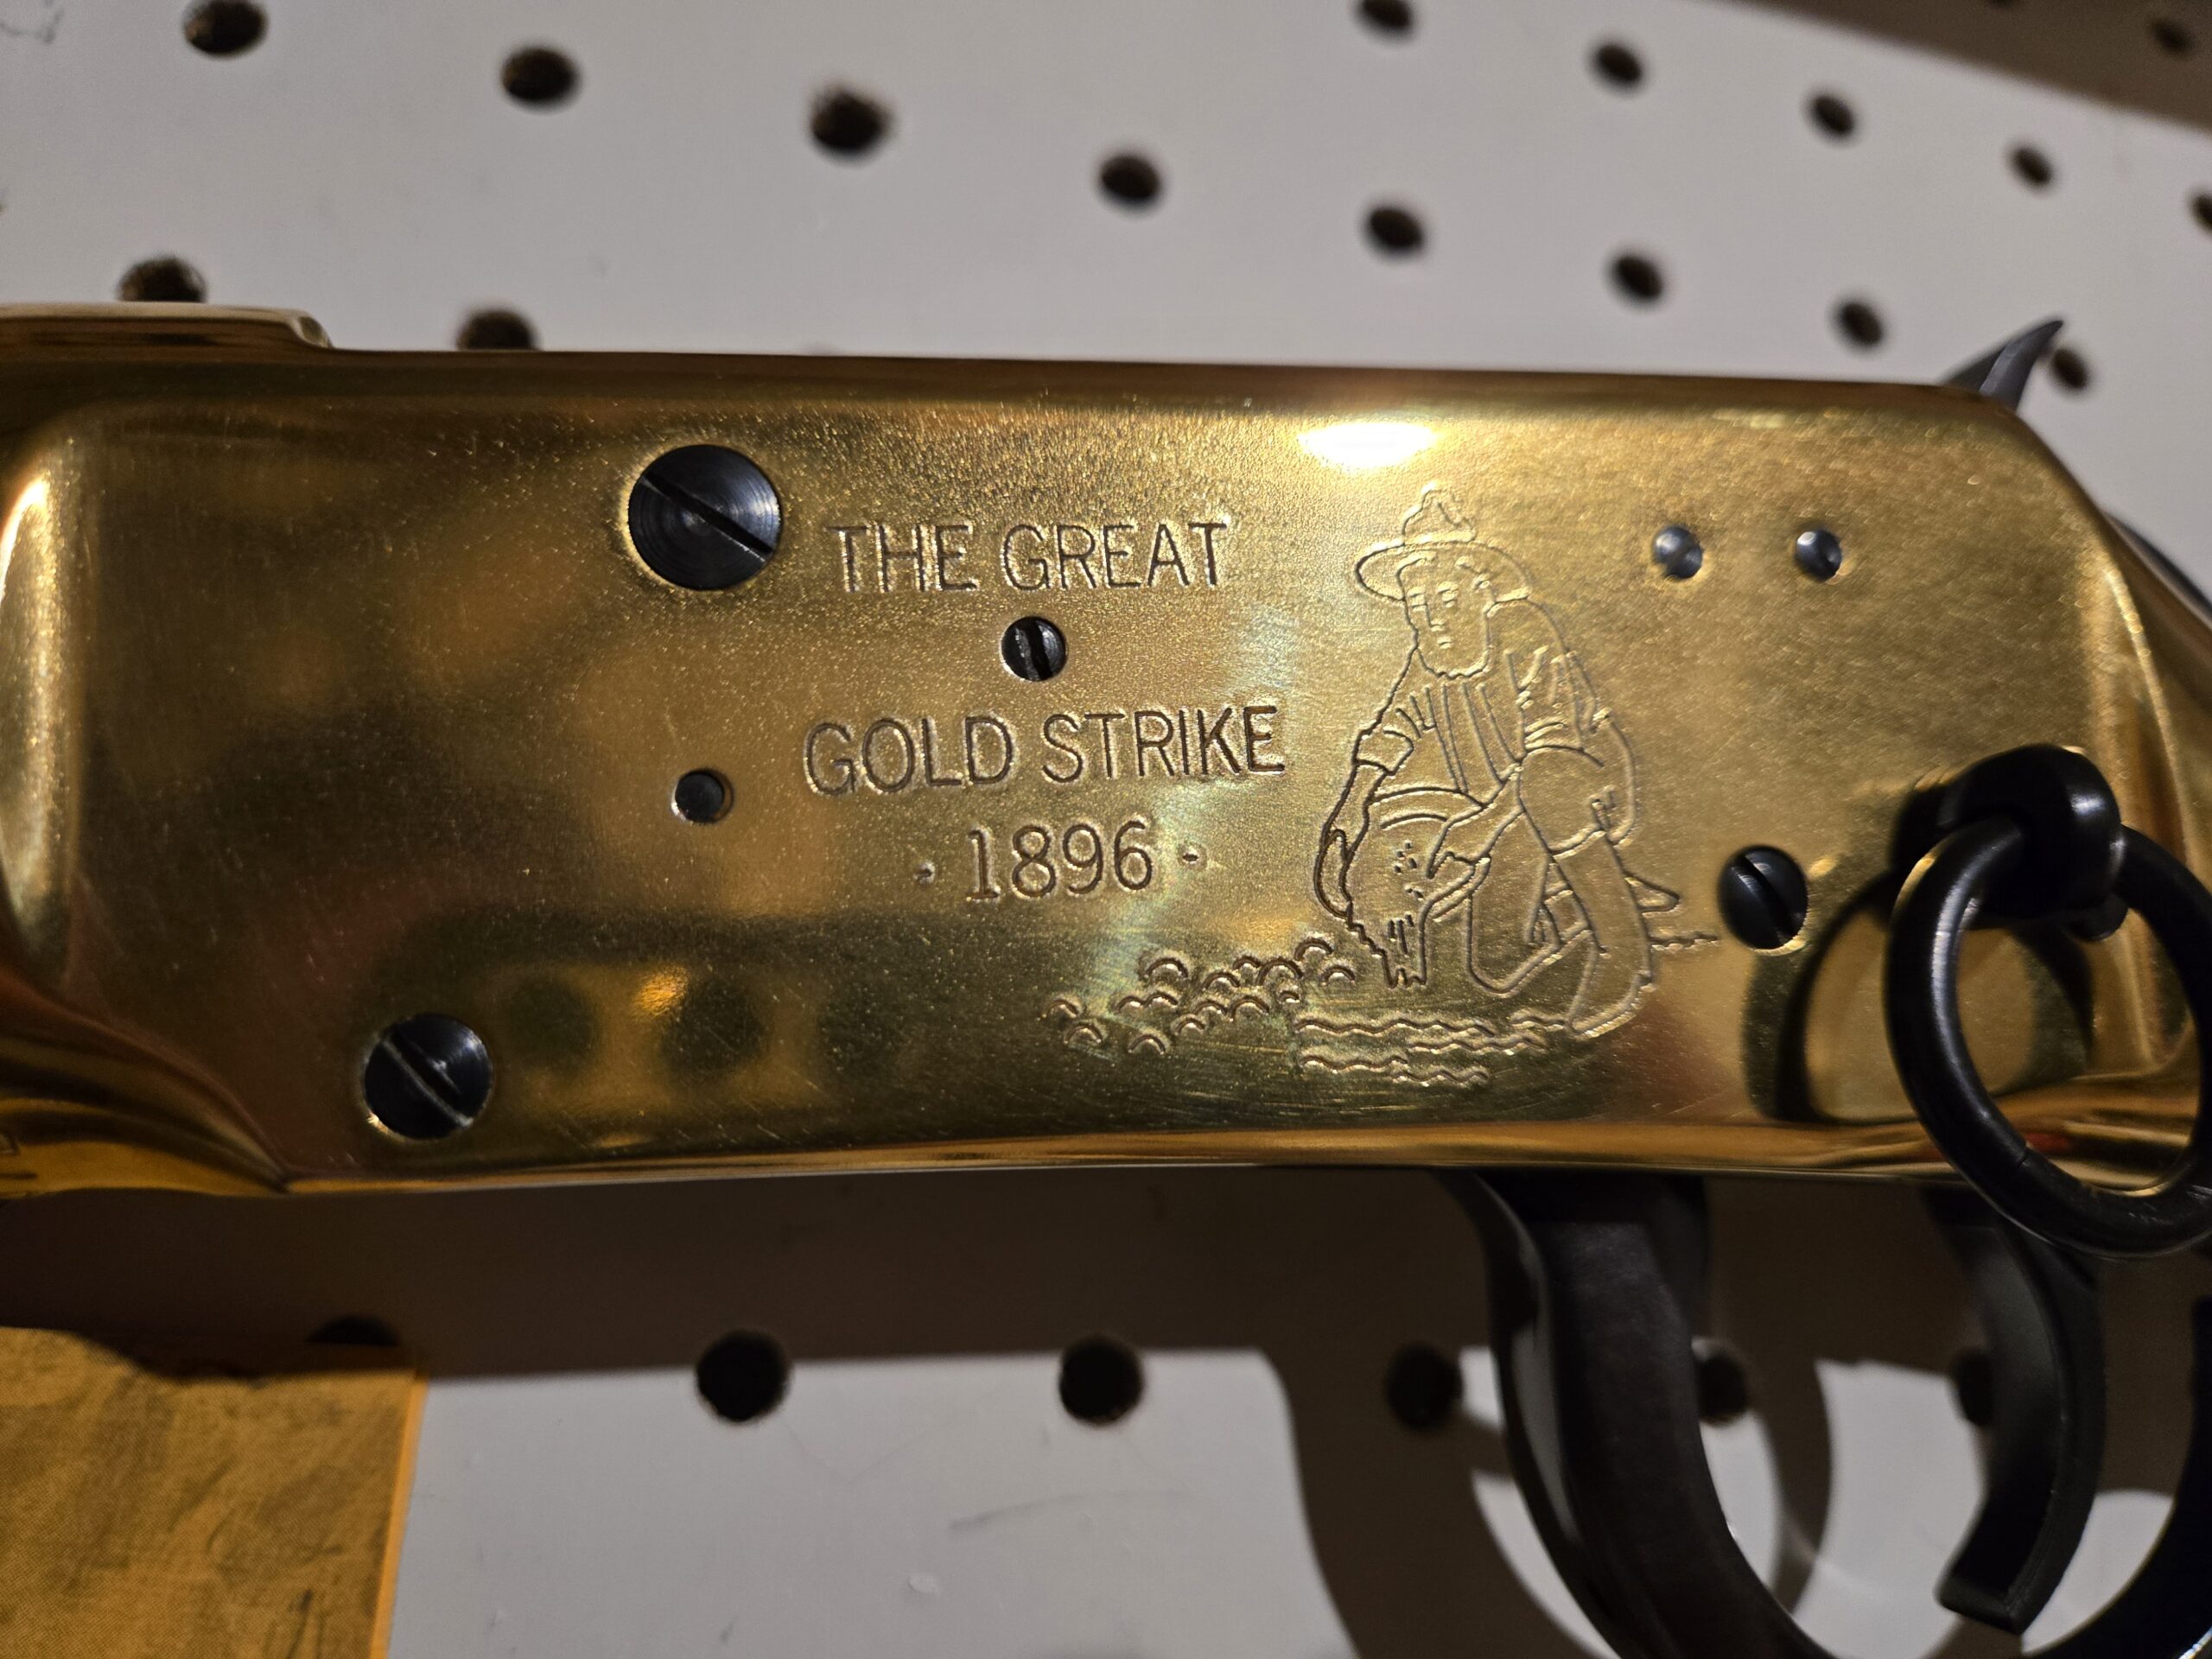 THE GREAT
GOLD STRIKE
· 1896 ·